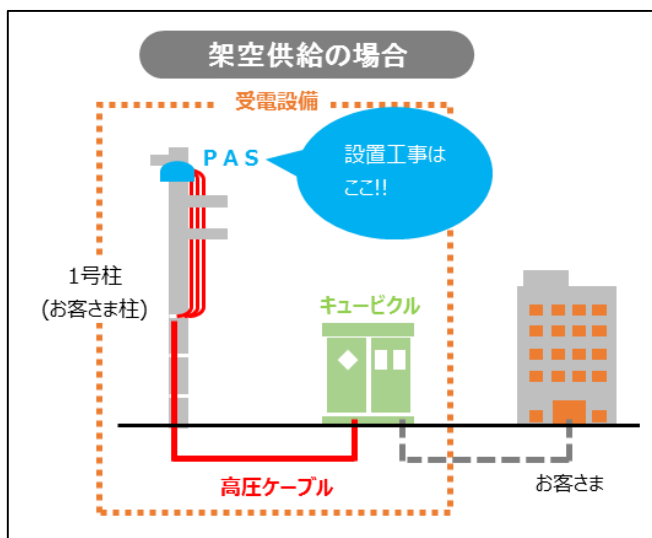 架空供給の場合
受電設備
ＰＡＳ
設置工事は
ここ!!
1号柱
(お客さま柱)
キュービクル
高圧ケーブル
お客さま